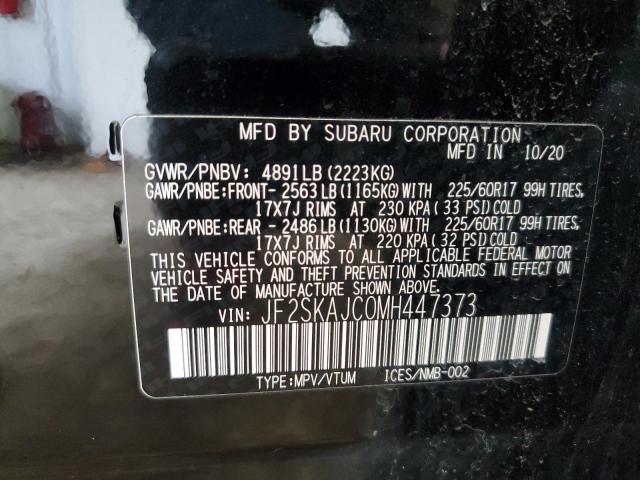 MFD BY SUBARU CORPORATION
MFD IN 10/20
GVWR/PNBV: 4891LB (2223KG)
GAWR/PNBE:FRONT- 2563LB (1165KG) WITH 225/60R17 99H TIRES,
17X7J RIMS AT 230 KPA (33 PSI) COLD
GAWR/PNBE:REAR - 2486LB (1130KG) WITH 225/60R17 99H TIRES,
17X7J RIMS AT 220 KPA (32 PSI) COLD
THIS VEHICLE CONFORMS TO ALL APPLICABLE FEDERAL MOTOR
VEHICLE SAFETY AND THEFT PREVENTION STANDARDS IN EFFECT ON
THE DATE OF MANUFACTURE SHOWN ABOVE.
VIN: JF2SKAJC0MH447373
TYPE:MPV/VTUM ICES/NMB-002